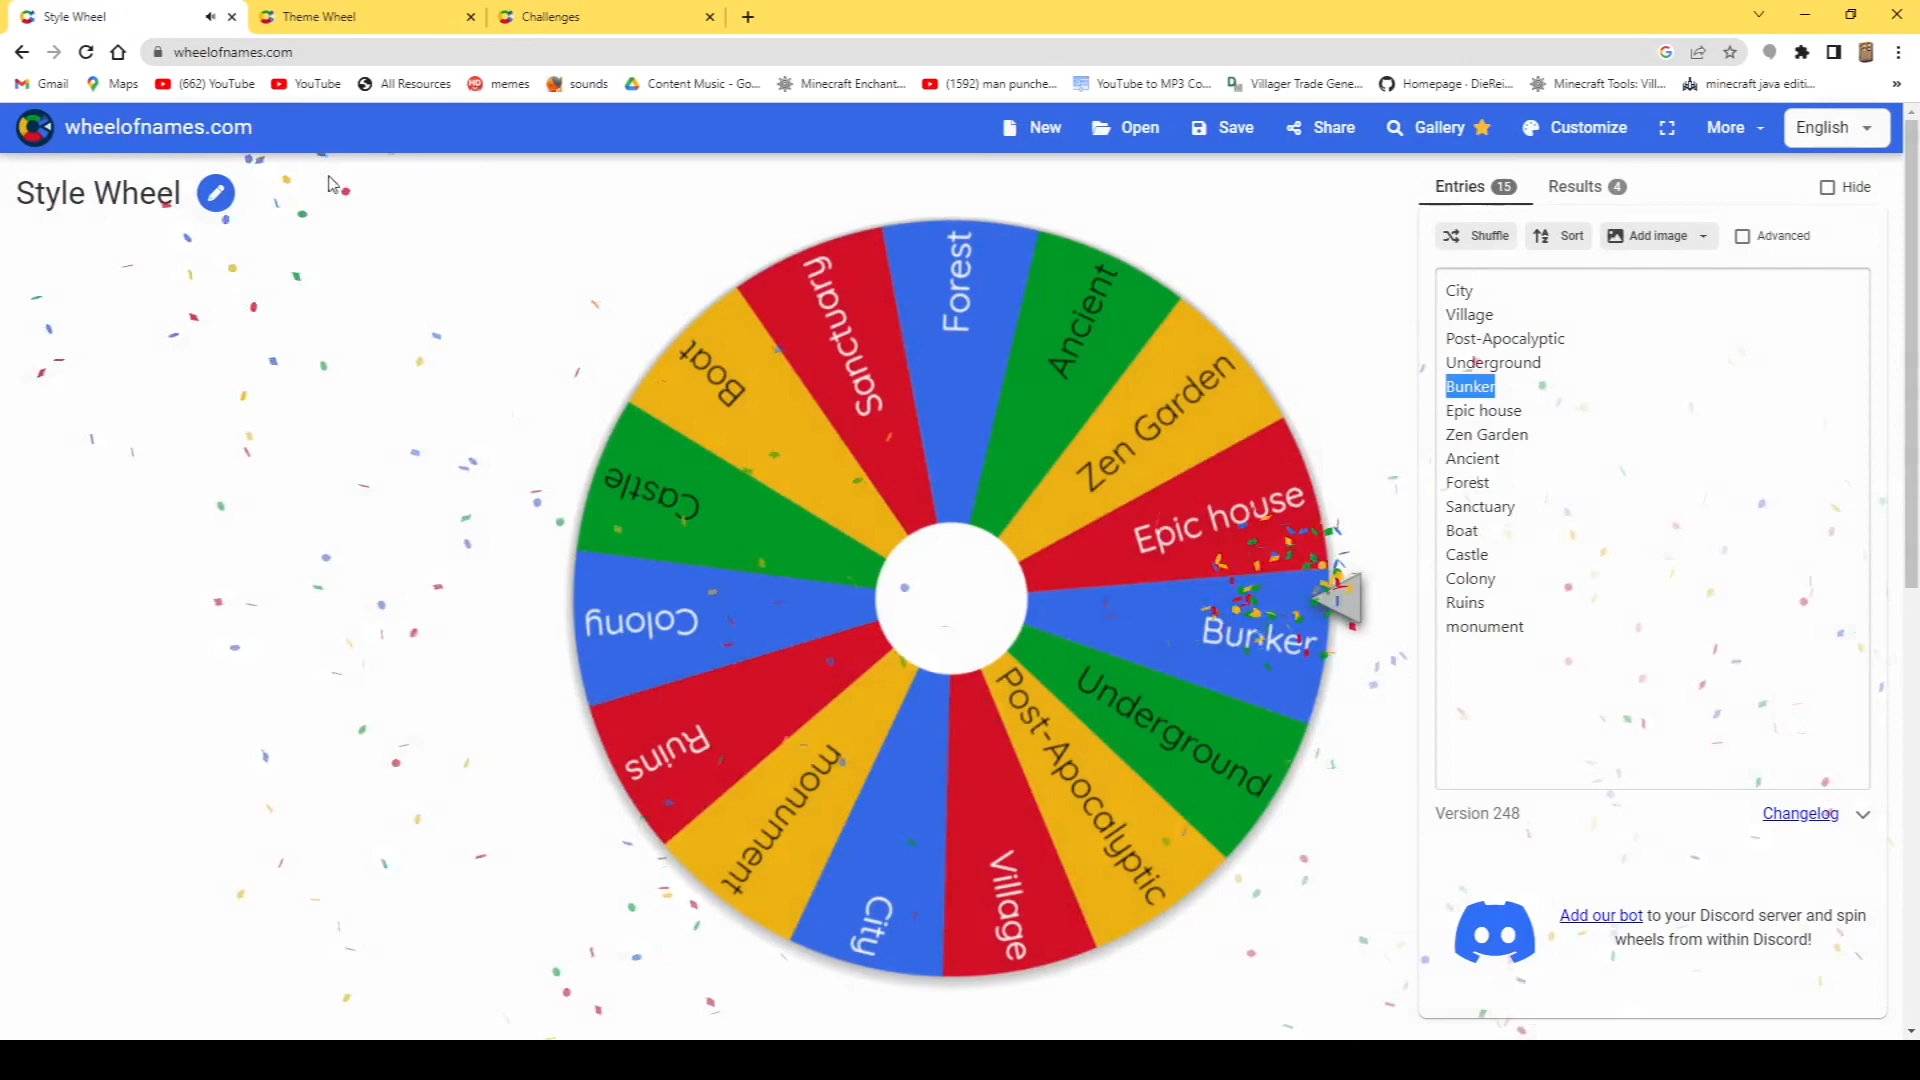 Style Wheel
Theme Wheel
Challenges
wheelofnames.com
Gmail
Maps
(662) YouTube
YouTube
All Resources
memes
sounds
Content Music - Go...
Minecraft Enchant...
(1592) man punche...
YouTube to MP3 Co...
Villager Trade Gene...
Homepage - DieRei...
Minecraft Tools: Vill...
minecraft java editi...
»
wheelofnames.com
New
Open
Save
Share
Gallery
Customize
More
English
Style Wheel
Entries 15
Results 4
Hide
Shuffle
Sort
Add image
Advanced
City
Village
Post-Apocalyptic
Underground
Bunker
Epic house
Zen Garden
Ancient
Forest
Sanctuary
Boat
Castle
Colony
Ruins
monument
Forest
Ancient
Zen Garden
Epic house
Bunker
Underground
Post-Apocalyptic
Village
City
monument
Ruins
Colony
Castle
Boat
Sanctuary
Version 248
Changelog
Add our bot to your Discord server and spin
wheels from within Discord!